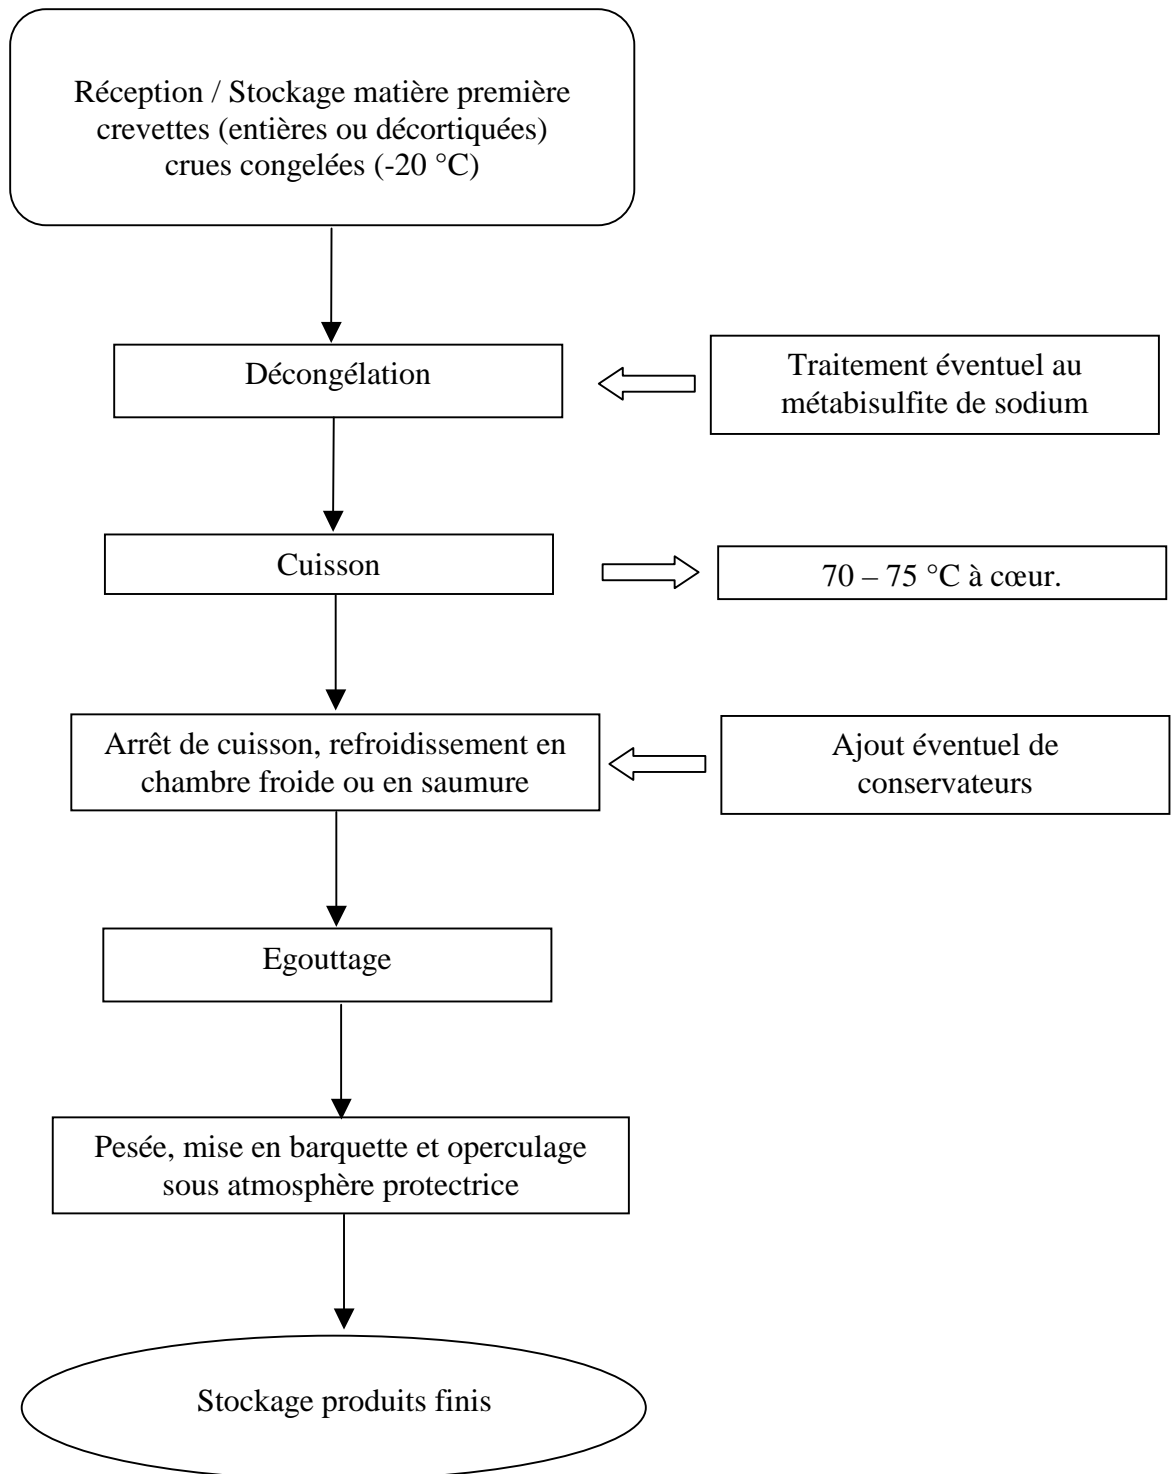 Réception / Stockage matière première
crevettes (entières ou décortiquées)
crues congelées (-20 °C)
Décongélation
Traitement éventuel au
métabisulfite de sodium
Cuisson
70 – 75 °C à cœur.
Arrêt de cuisson, refroidissement en
chambre froide ou en saumure
Ajout éventuel de
conservateurs
Egouttage
Pesée, mise en barquette et operculage
sous atmosphère protectrice
Stockage produits finis